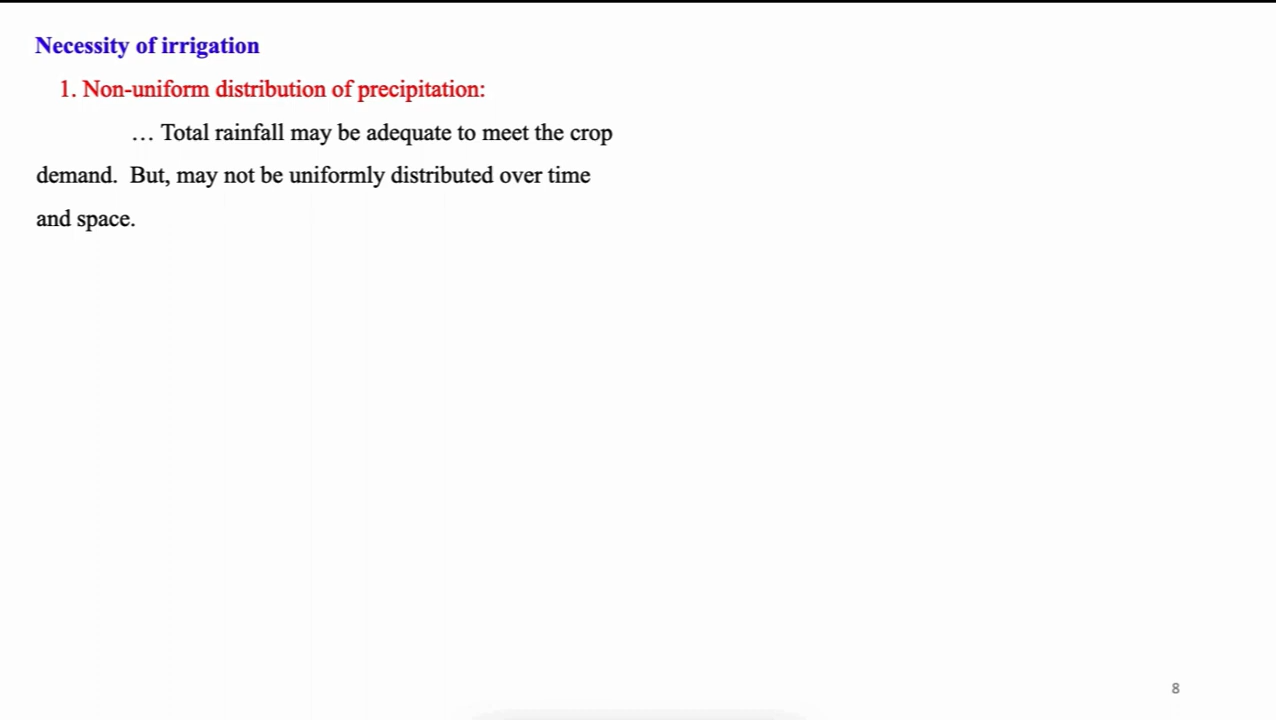 Necessity of irrigation
1. Non-uniform distribution of precipitation:
… Total rainfall may be adequate to meet the crop
demand.  But, may not be uniformly distributed over time
and space.
8